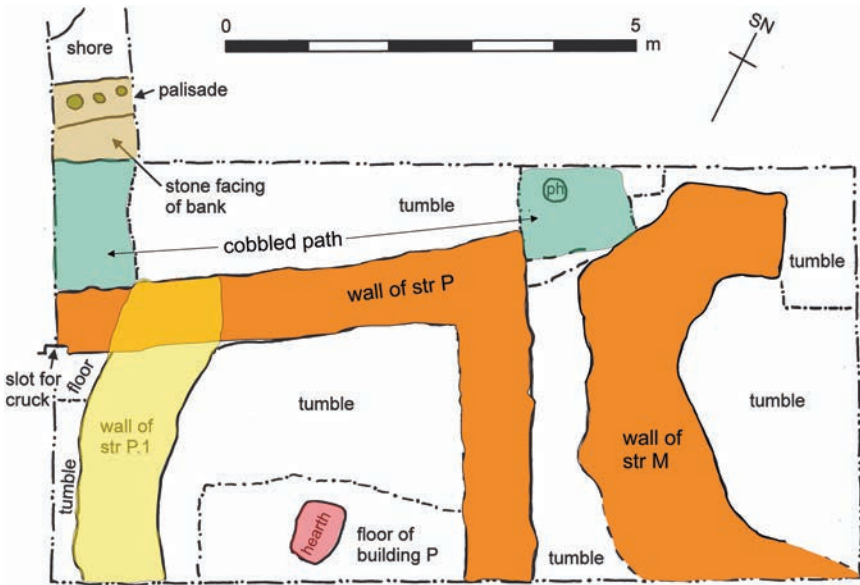 shore
0
5
m
SN
palisade
stone facing
of bank
ph
tumble
cobbled path
tumble
wall of str P
slot for
cruck
floor
tumble
wall of
str P.1
tumble
wall of
str M
tumble
hearth
floor of
building P
tumble